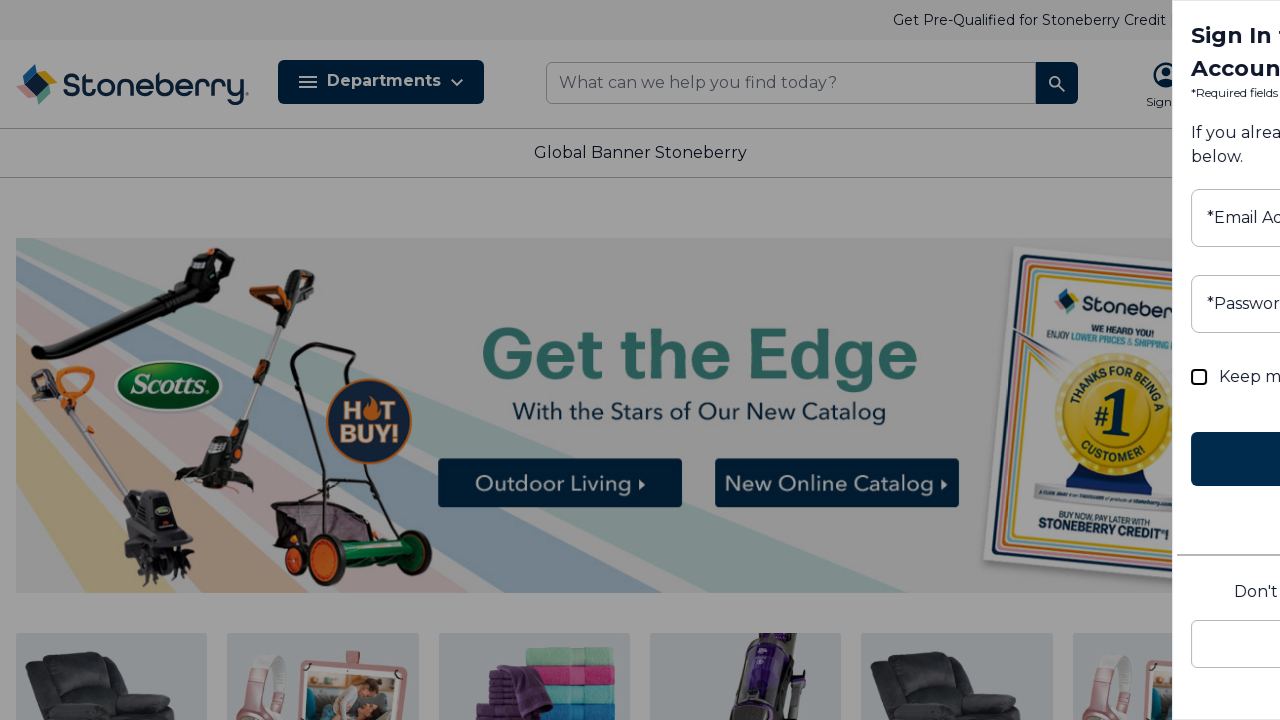 Get Pre-Qualified for Stoneberry Credit
Stoneberry
Departments
What can we help you find today?
Sign
Global Banner Stoneberry
Scotts
HOT
BUY!
Get the Edge
With the Stars of Our New Catalog
Outdoor Living
New Online Catalog
WE HEARD YOU!
ENJOY LOWER PRICES & SHIPPING
THANKS FOR BEING A
#1
CUSTOMER!
BUY NOW, PAY LATER WITH
STONEBERRY CREDIT!
Sign In
Accoun
*Required fields
If you alrea
below.
*Email Ad
*Passwor
Keep m
Don't